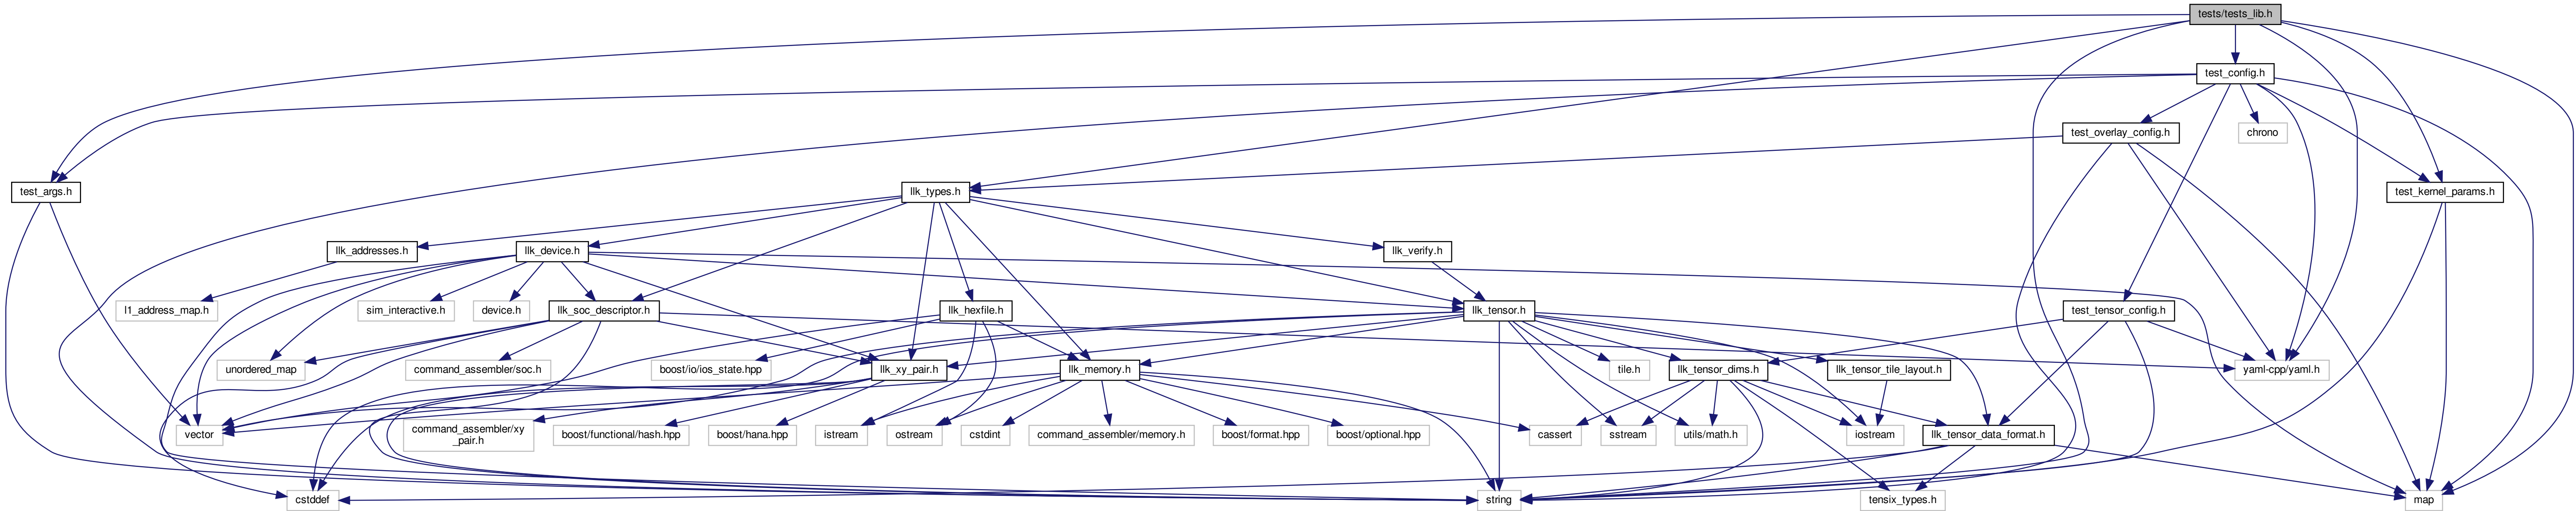 tests/tests_lib.h
test_config.h
test_overlay_config.h
chrono
test_args.h
llk_types.h
test_kernel_params.h
llk_addresses.h
llk_device.h
llk_verify.h
l1_address_map.h
sim_interactive.h
device.h
llk_soc_descriptor.h
llk_hexfile.h
llk_tensor.h
test_tensor_config.h
unordered_map
command_assembler/soc.h
boost/io/ios_state.hpp
llk_xy_pair.h
llk_memory.h
tile.h
llk_tensor_dims.h
llk_tensor_tile_layout.h
yaml-cpp/yaml.h
vector
command_assembler/xy
_pair.h
boost/functional/hash.hpp
boost/hana.hpp
istream
ostream
cstdint
command_assembler/memory.h
boost/format.hpp
boost/optional.hpp
cassert
sstream
utils/math.h
iostream
llk_tensor_data_format.h
cstddef
string
tensix_types.h
map